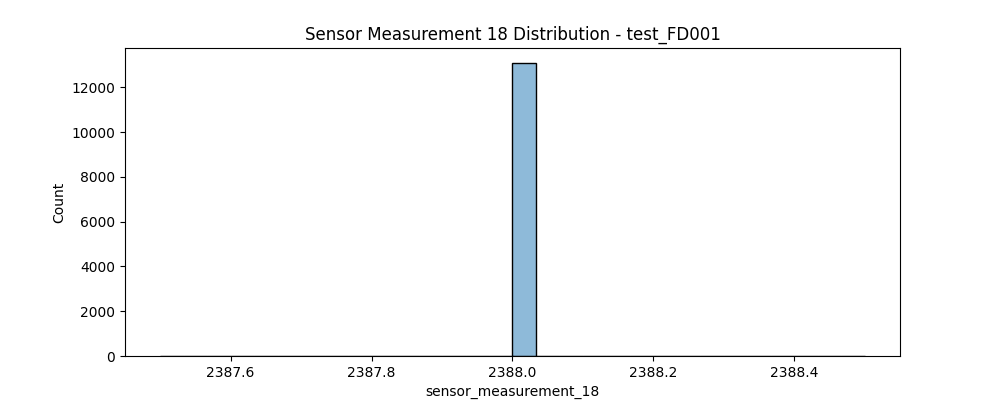 Sensor Measurement 18 Distribution - test_FD001
12000
10000
8000
6000
4000
2000
0
Count
2387.6 2387.8 2388.0 2388.2 2388.4
sensor_measurement_18